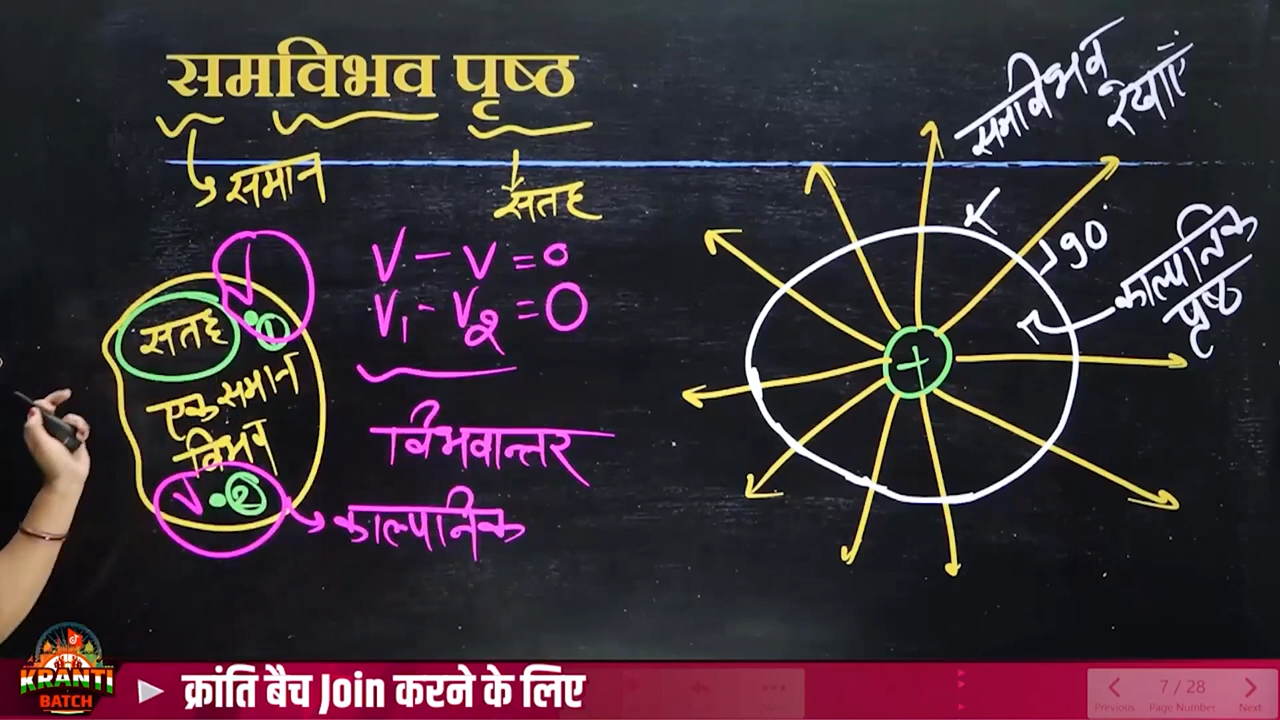 समविभव पृष्ठ
समान
सतह
V - V = 0
V₁ - V₂ = 0
विभवान्तर
काल्पनिक
V
①
सतह
एक समान
विभव
V ②
समविभव
रेखाएँ
90°
काल्पनिक
पृष्ठ
+
KRANTI
BATCH
क्रांति बैच Join करने के लिए
7 / 28
Previous Page Number Next